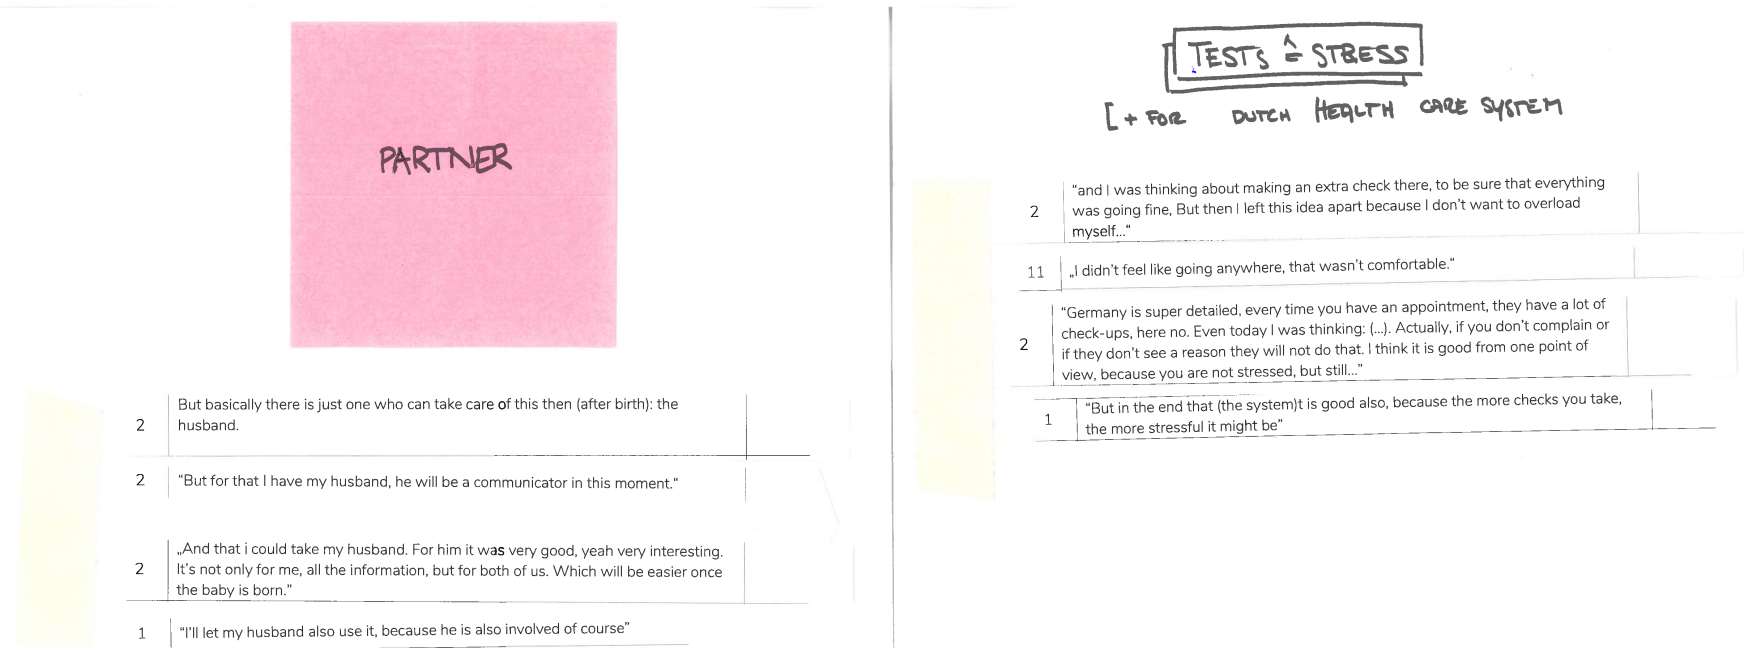 PARTNER
2
But basically there is just one who can take care of this then (after birth): the
husband.
2
“But for that I have my husband, he will be a communicator in this moment.“
2
„And that i could take my husband. For him it was very good, yeah very interesting.
It’s not only for me, all the information, but for both of us. Which will be easier once
the baby is born.”
1
“I’ll let my husband also use it, because he is also involved of course”
TESTS ≙ STRESS
[+ FOR DUTCH HEALTH CARE SYSTEM
2
“and I was thinking about making an extra check there, to be sure that everything
was going fine, But then I left this idea apart because I don’t want to overload
myself...“
11
„I didn’t feel like going anywhere, that wasn’t comfortable.“
2
“Germany is super detailed, every time you have an appointment, they have a lot of
check-ups, here no. Even today I was thinking: (...). Actually, if you don’t complain or
if they don’t see a reason they will not do that. I think it is good from one point of
view, because you are not stressed, but still...”
1
“But in the end that (the system)t is good also, because the more checks you take,
the more stressful it might be”